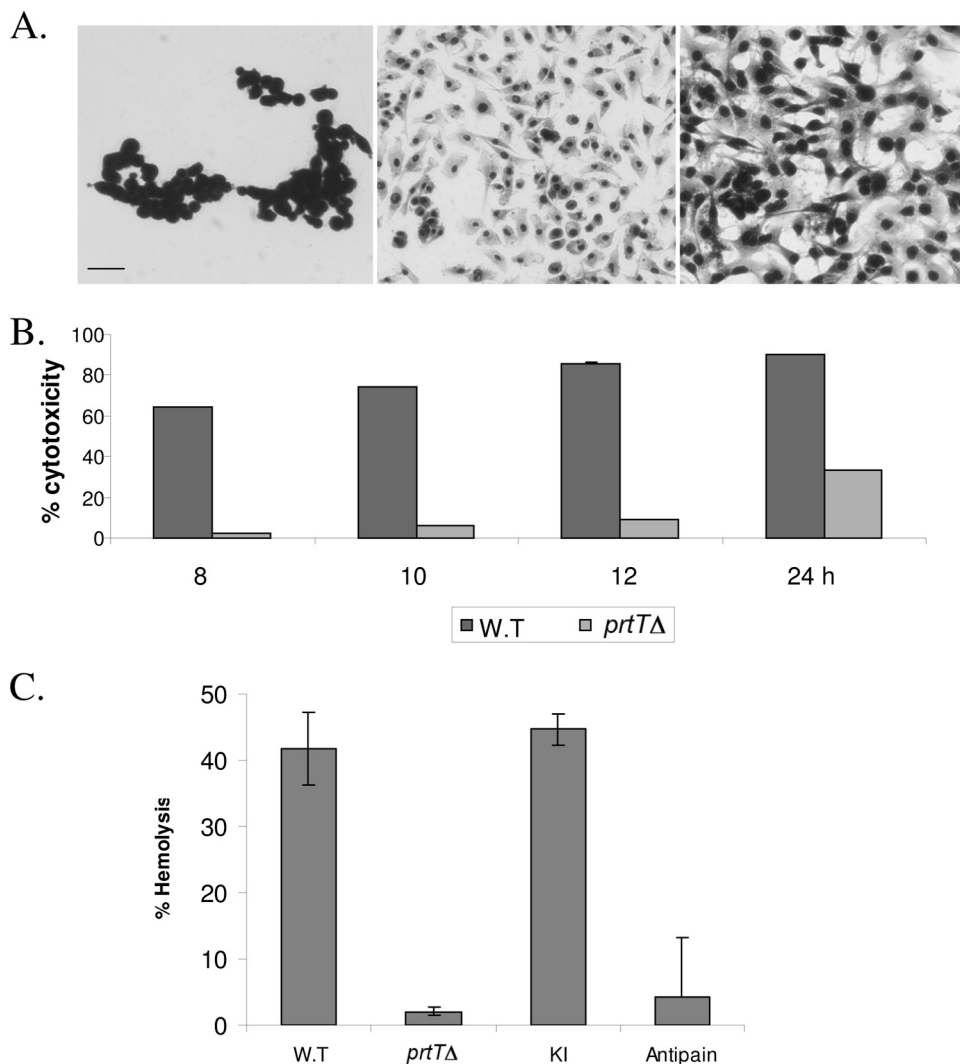 A.
B.
% cytotoxicity
100
80
60
40
20
0
8 10 12 24 h
W.T prtTΔ
C.
% Hemolysis
50
40
30
20
10
0
W.T prtTΔ KI Antipain